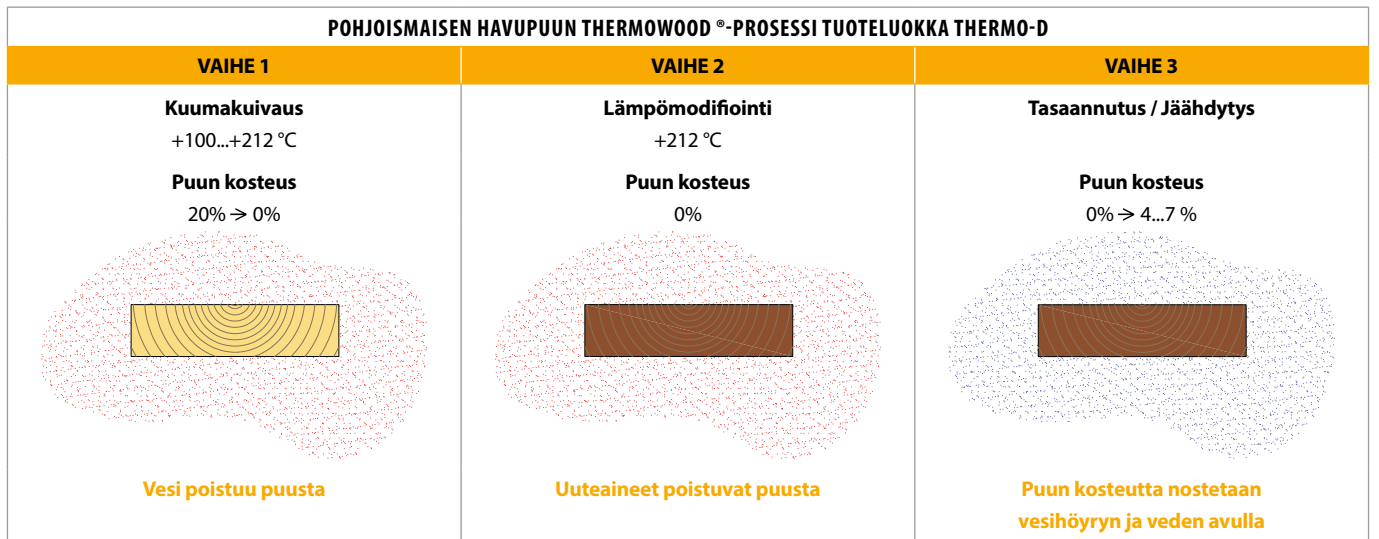 POHJOISMAISEN HAVUPUUN THERMOWOOD ®-PROSESSI TUOTELUOKKA THERMO-D
VAIHE 1
VAIHE 2
VAIHE 3
Kuumakuivaus
+100...+212 °C
Puun kosteus
20% → 0%
Vesi poistuu puusta
Lämpömodifiointi
+212 °C
Puun kosteus
0%
Uuteaineet poistuvat puusta
Tasaannutus / Jäähdytys
Puun kosteus
0% → 4...7 %
Puun kosteutta nostetaan
vesihöyryn ja veden avulla